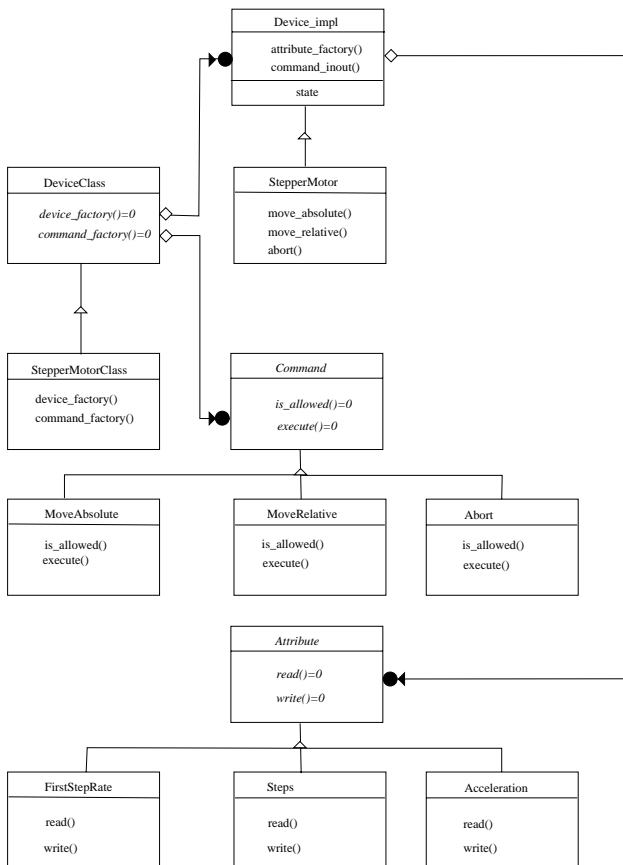 Device_impl
attribute_factory()
command_inout()
state
DeviceClass
device_factory()=0
command_factory()=0
StepperMotor
move_absolute()
move_relative()
abort()
StepperMotorClass
device_factory()
command_factory()
Command
is_allowed()=0
execute()=0
MoveAbsolute
is_allowed()
execute()
MoveRelative
is_allowed()
execute()
Abort
is_allowed()
execute()
Attribute
read()=0
write()=0
FirstStepRate
read()
write()
Steps
read()
write()
Acceleration
read()
write()